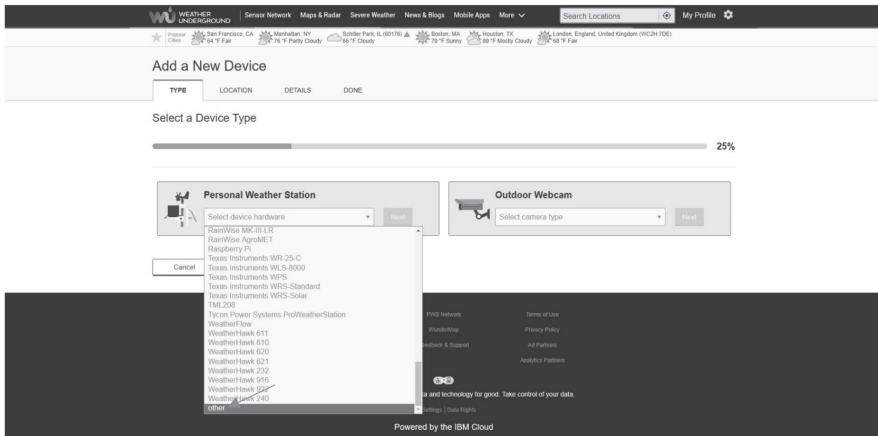 WEATHER UNDERGROUND
Sensor Network Maps & Radar Severe Weather News & Blogs Mobile Apps More Search Locations My Profile
Popular Cities
San Francisco, CA 64 °F Fair
Manhattan, NY 76 °F Partly Cloudy
Schiller Park, IL (60176) 66 °F Cloudy
Boston, MA 79 °F Sunny
Houston, TX 89 °F Mostly Cloudy
London, England, United Kingdom (WC2H 7DE) 68 °F Fair
Add a New Device
TYPE LOCATION DETAILS DONE
Select a Device Type
25%
Personal Weather Station
Select device hardware Next
Outdoor Webcam
Select camera type Next
RainWise MK-III-LR
RainWise AgroMET
Raspberry Pi
Texas Instruments WR-25-C
Texas Instruments WLS-8000
Texas Instruments WPS
Texas Instruments WRS-Standard
Texas Instruments WRS-Solar
TML208
Tycon Power Systems ProWeatherStation
WeatherFlow
WeatherHawk 611
WeatherHawk 610
WeatherHawk 620
WeatherHawk 621
WeatherHawk 232
WeatherHawk 916
WeatherHawk 922
WeatherHawk 240
other
Cancel
PWS Network Terms of Use
WunderMap Privacy Policy
Feedback & Support Ad Partners
Analytics Partners
and technology for good. Take control of your data.
Settings | Data Rights
Powered by the IBM Cloud